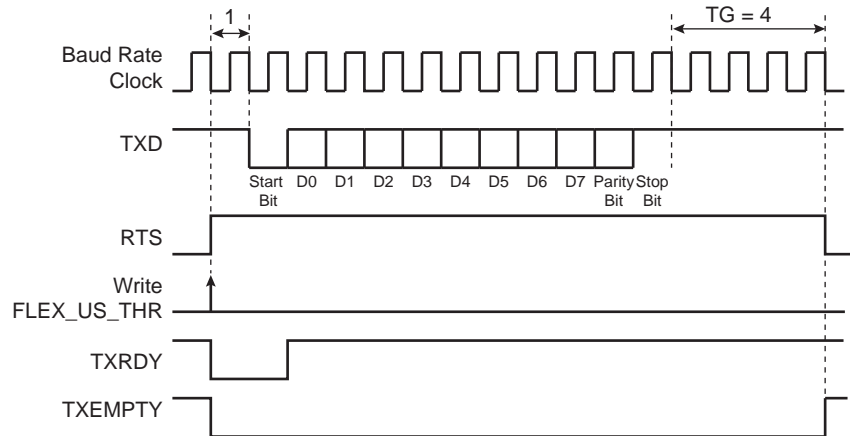 1
TG = 4
Baud Rate
Clock
TXD
Start
Bit
D0 D1 D2 D3 D4 D5 D6 D7
Parity
Bit
Stop
Bit
RTS
Write
FLEX_US_THR
TXRDY
TXEMPTY